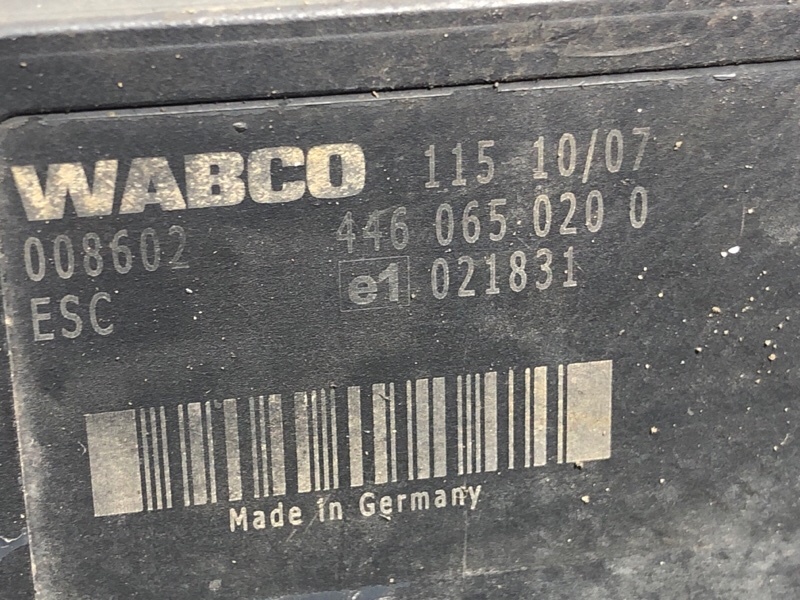 WABCO 115 10/07
008602 446 065 020 0
ESC e1 021831
Made in Germany